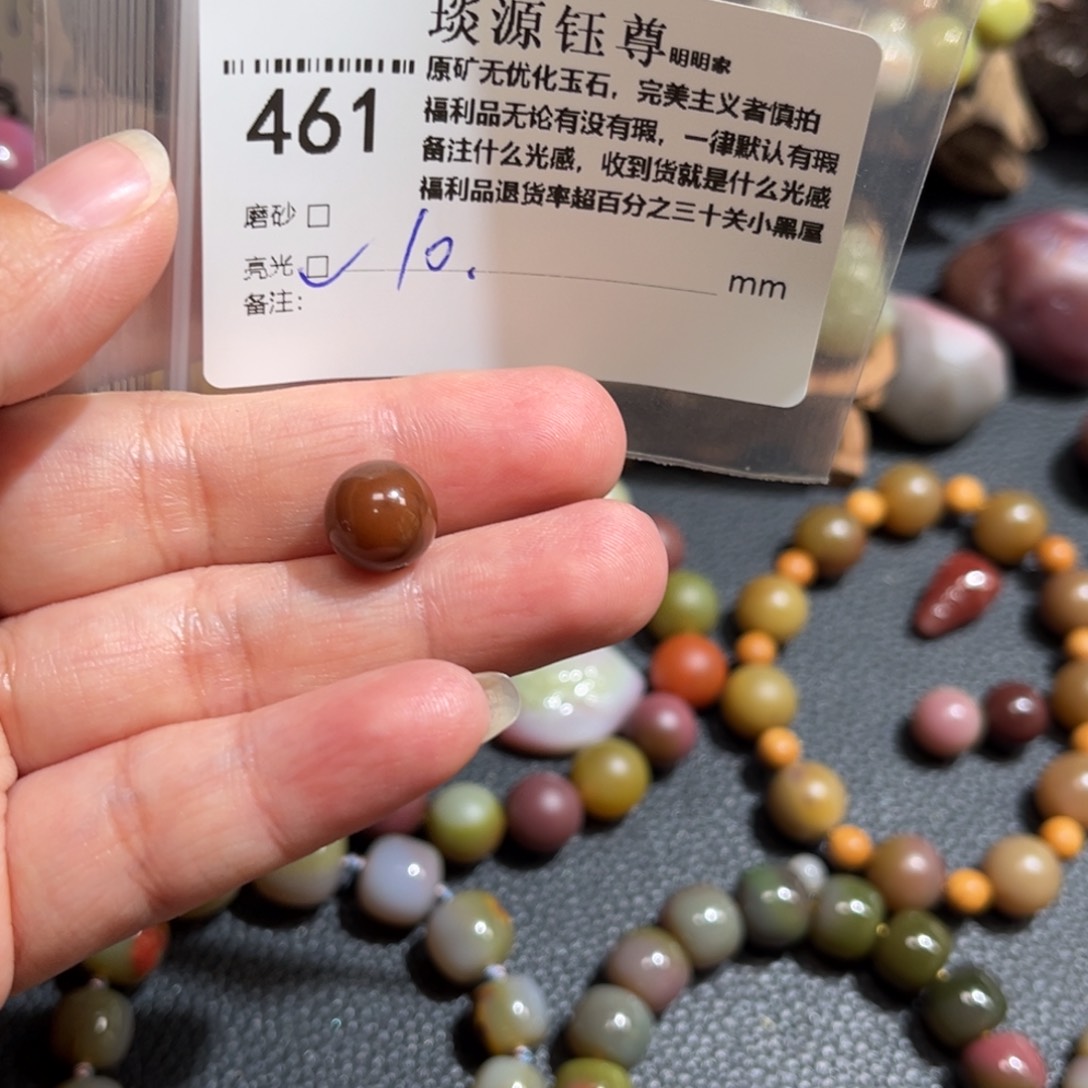 琰源钰尊明明家
原矿无优化玉石，完美主义者慎拍
461
福利品无论有没有瑕，一律默认有瑕
备注什么光感，收到货就是什么光感
福利品退货率超百分之三十关小黑屋
磨砂 □
亮光 □ ✓ 10. mm
备注：